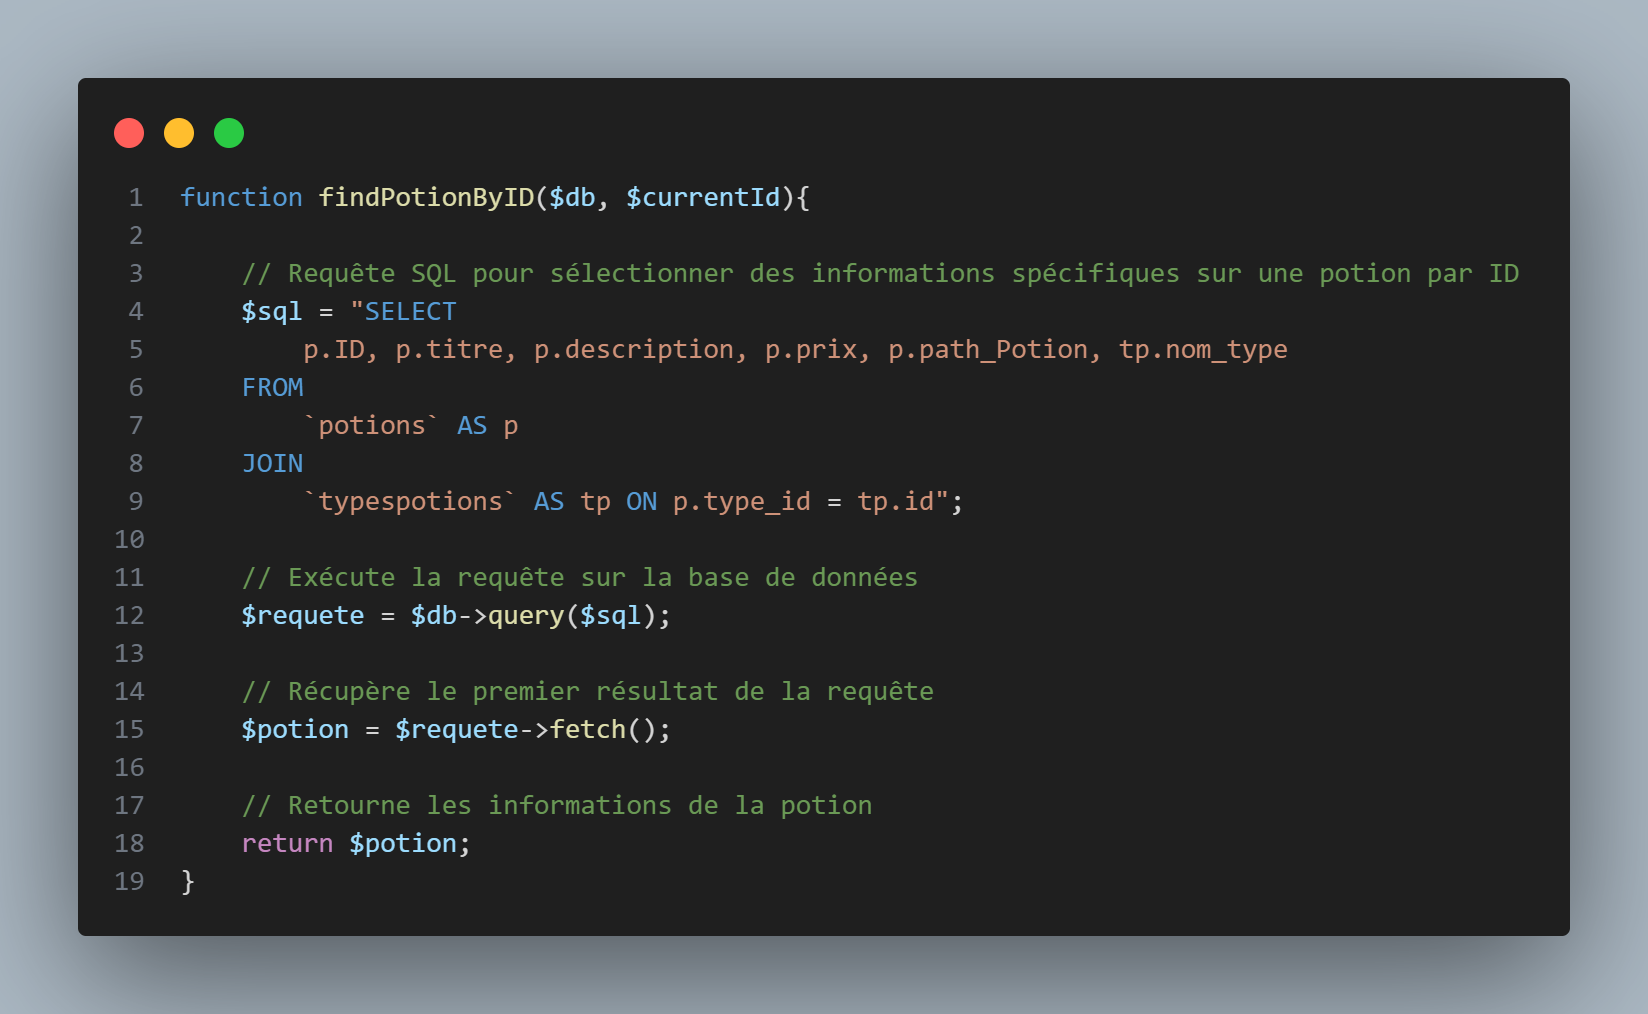 1 function findPotionByID($db, $currentId){
2
3     // Requête SQL pour sélectionner des informations spécifiques sur une potion par ID
4     $sql = "SELECT
5         p.ID, p.titre, p.description, p.prix, p.path_Potion, tp.nom_type
6     FROM
7         `potions` AS p
8     JOIN
9         `typespotions` AS tp ON p.type_id = tp.id";
10
11     // Exécute la requête sur la base de données
12     $requete = $db->query($sql);
13
14     // Récupère le premier résultat de la requête
15     $potion = $requete->fetch();
16
17     // Retourne les informations de la potion
18     return $potion;
19 }